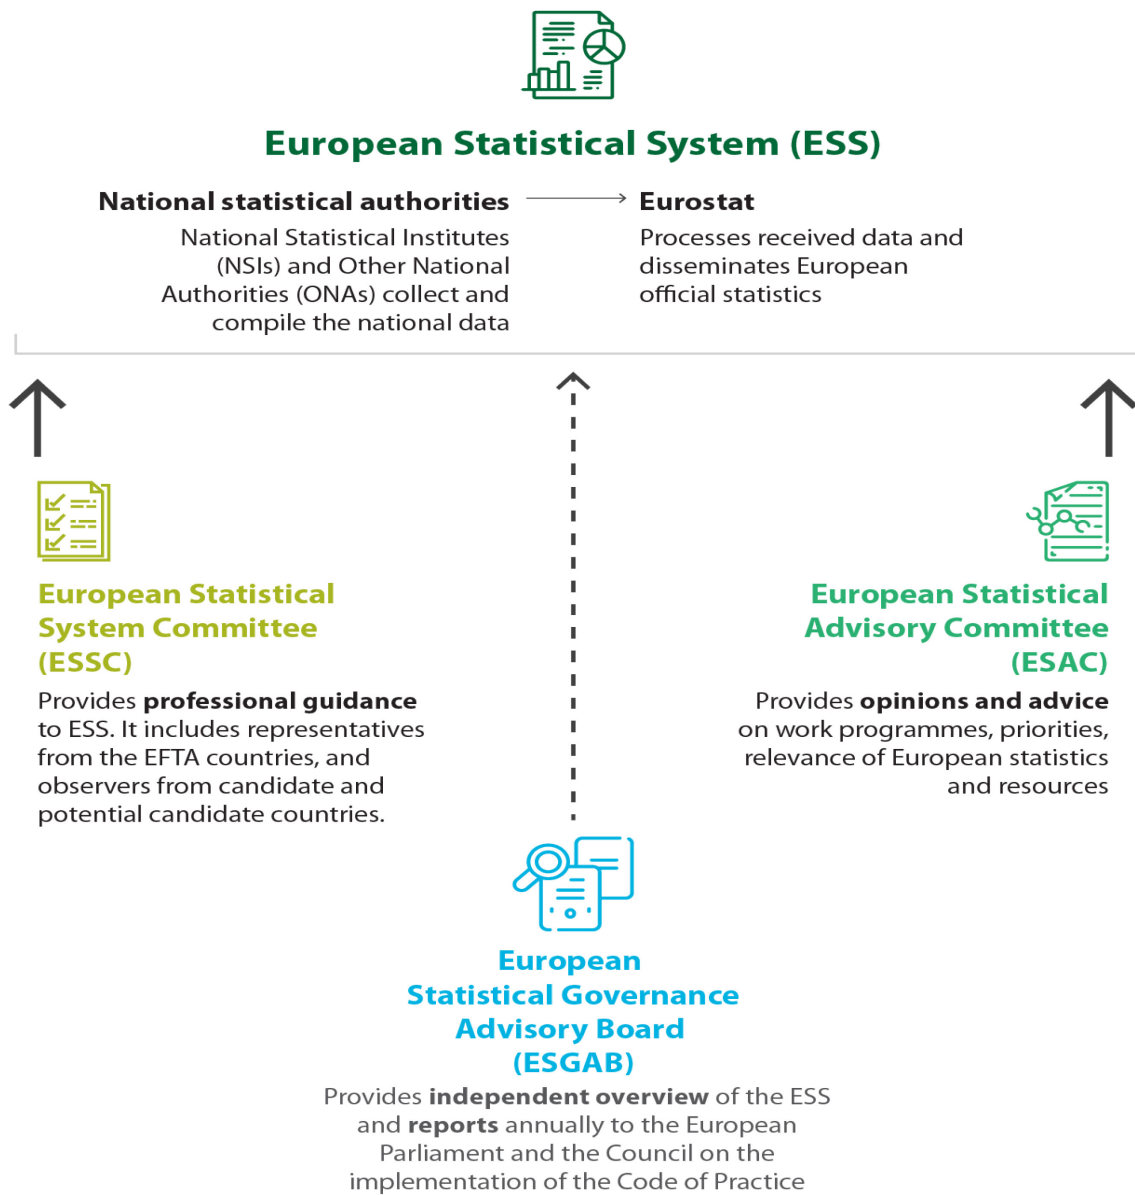 European Statistical System (ESS)
National statistical authorities
National Statistical Institutes
(NSIs) and Other National
Authorities (ONAs) collect and
compile the national data
Eurostat
Processes received data and
disseminates European
official statistics
European Statistical
System Committee
(ESSC)
Provides professional guidance
to ESS. It includes representatives
from the EFTA countries, and
observers from candidate and
potential candidate countries.
European Statistical
Advisory Committee
(ESAC)
Provides opinions and advice
on work programmes, priorities,
relevance of European statistics
and resources
European
Statistical Governance
Advisory Board
(ESGAB)
Provides independent overview of the ESS
and reports annually to the European
Parliament and the Council on the
implementation of the Code of Practice